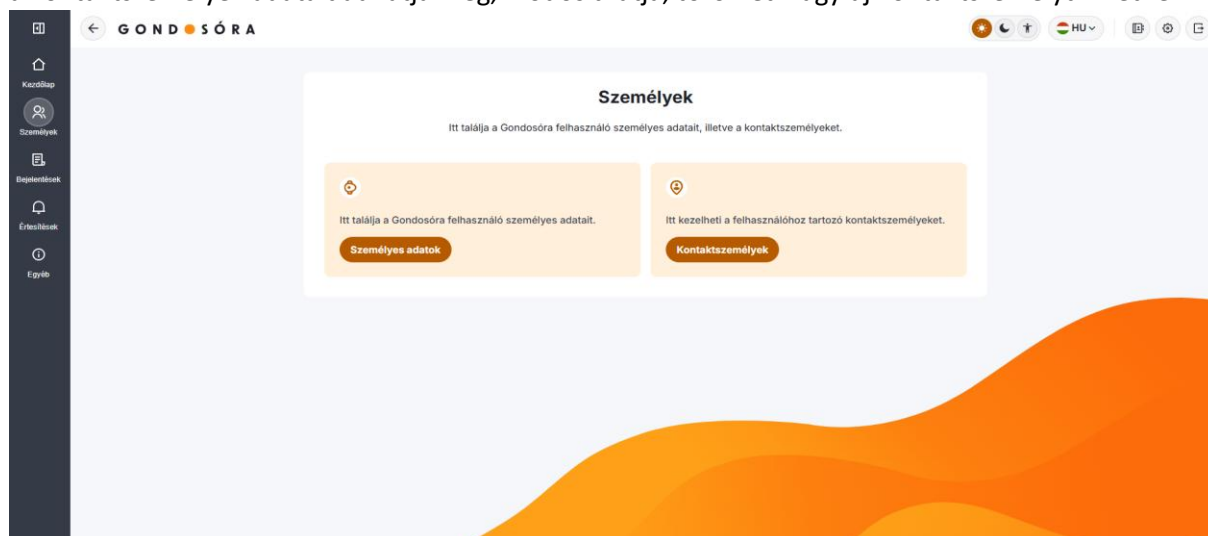 GONDOSÓRA
HU
Kezdőlap
Személyek
Bejelentések
Értesítések
Egyéb
Személyek
Itt találja a Gondosóra felhasználó személyes adatait, illetve a kontaktszemélyeket.
Itt találja a Gondosóra felhasználó személyes adatait.
Személyes adatok
Itt kezelheti a felhasználóhoz tartozó kontaktszemélyeket.
Kontaktszemélyek